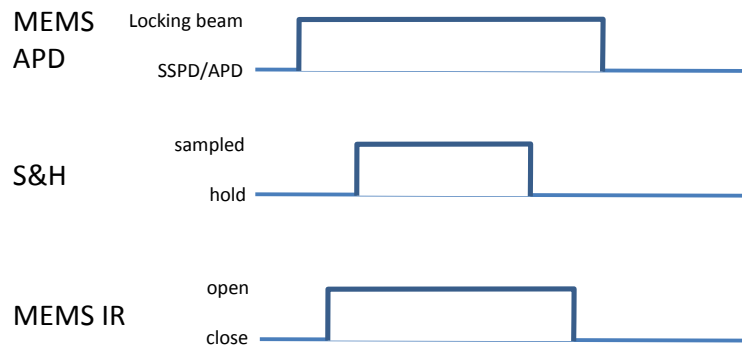 MEMS
APD
Locking beam
SSPD/APD
S&H
sampled
hold
MEMS IR
open
close